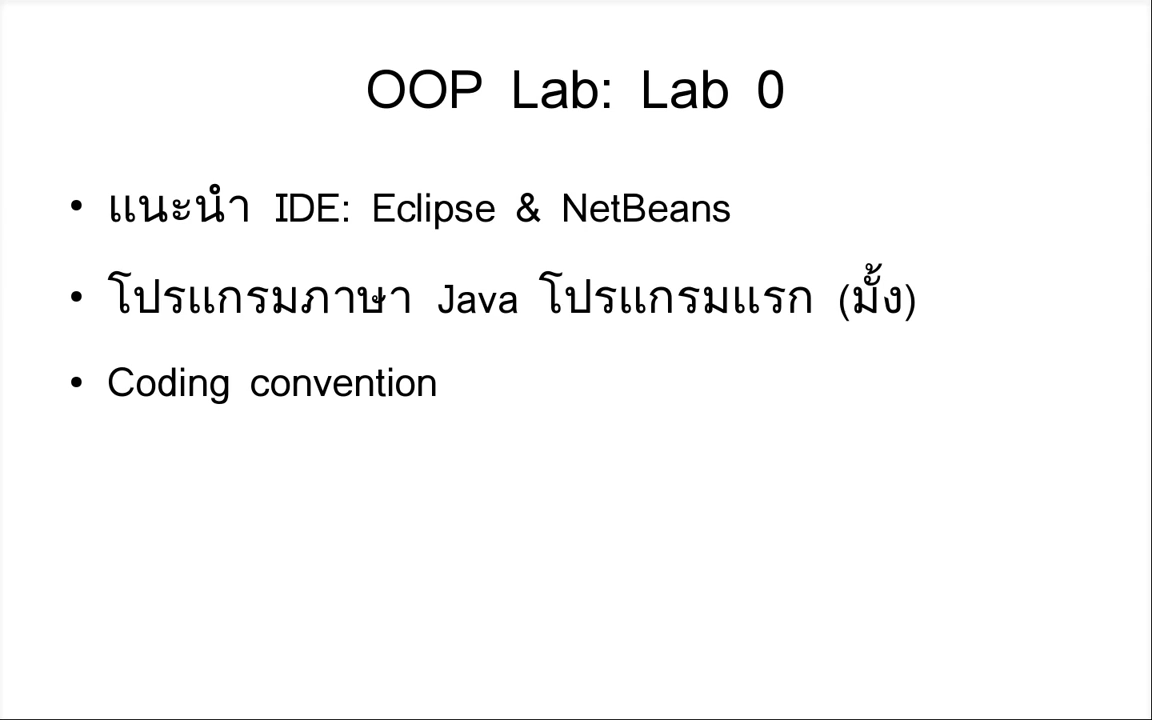 OOP Lab: Lab 0
• แนะนำ IDE: Eclipse & NetBeans
• โปรแกรมภาษา Java โปรแกรมแรก (มั้ง)
• Coding convention